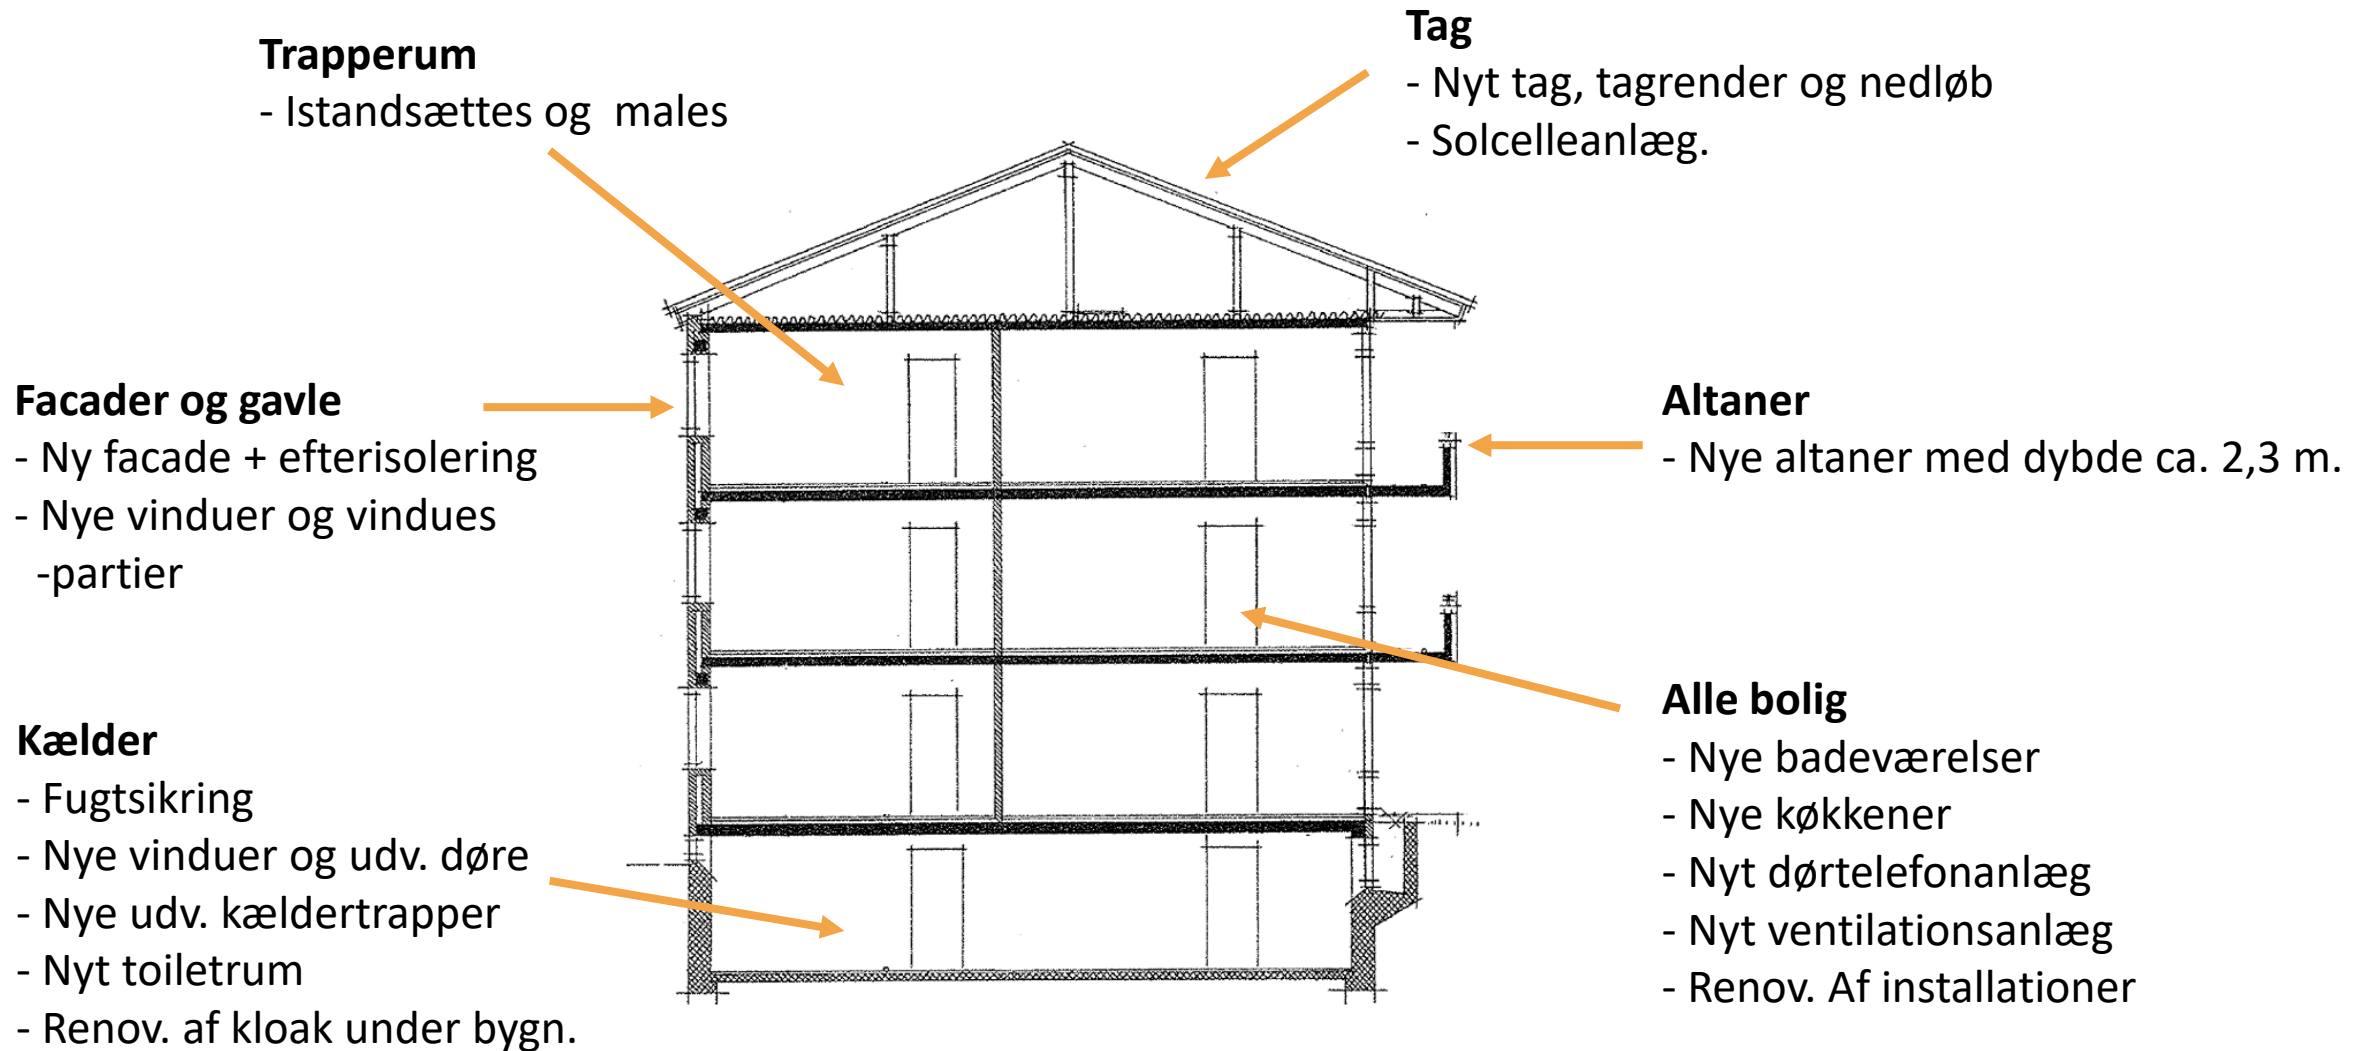 Trapperum
- Istandsættes og  males
Tag
- Nyt tag, tagrender og nedløb
- Solcelleanlæg.
Facader og gavle
- Ny facade + efterisolering
- Nye vinduer og vindues
-partier
Altaner
- Nye altaner med dybde ca. 2,3 m.
Kælder
- Fugtsikring
- Nye vinduer og udv. døre
- Nye udv. kældertrapper
- Nyt toiletrum
- Renov. af kloak under bygn.
Alle bolig
- Nye badeværelser
- Nye køkkener
- Nyt dørtelefonanlæg
- Nyt ventilationsanlæg
- Renov. Af installationer